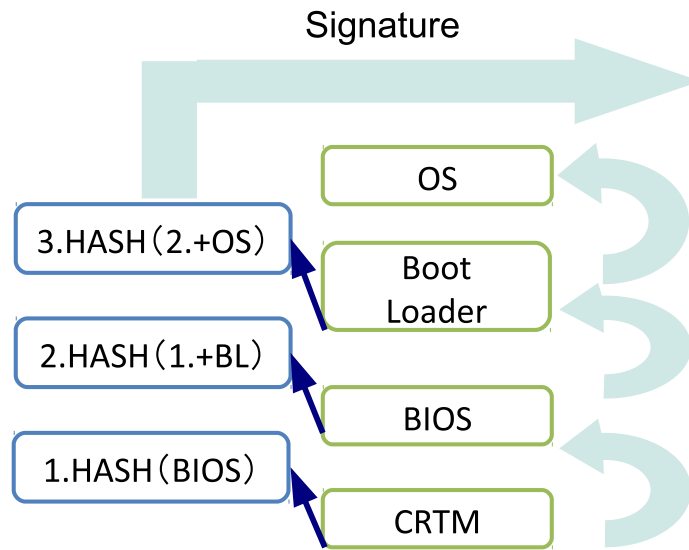 Signature
OS
3.HASH（2.+OS）
Boot
Loader
2.HASH（1.+BL）
BIOS
1.HASH（BIOS）
CRTM